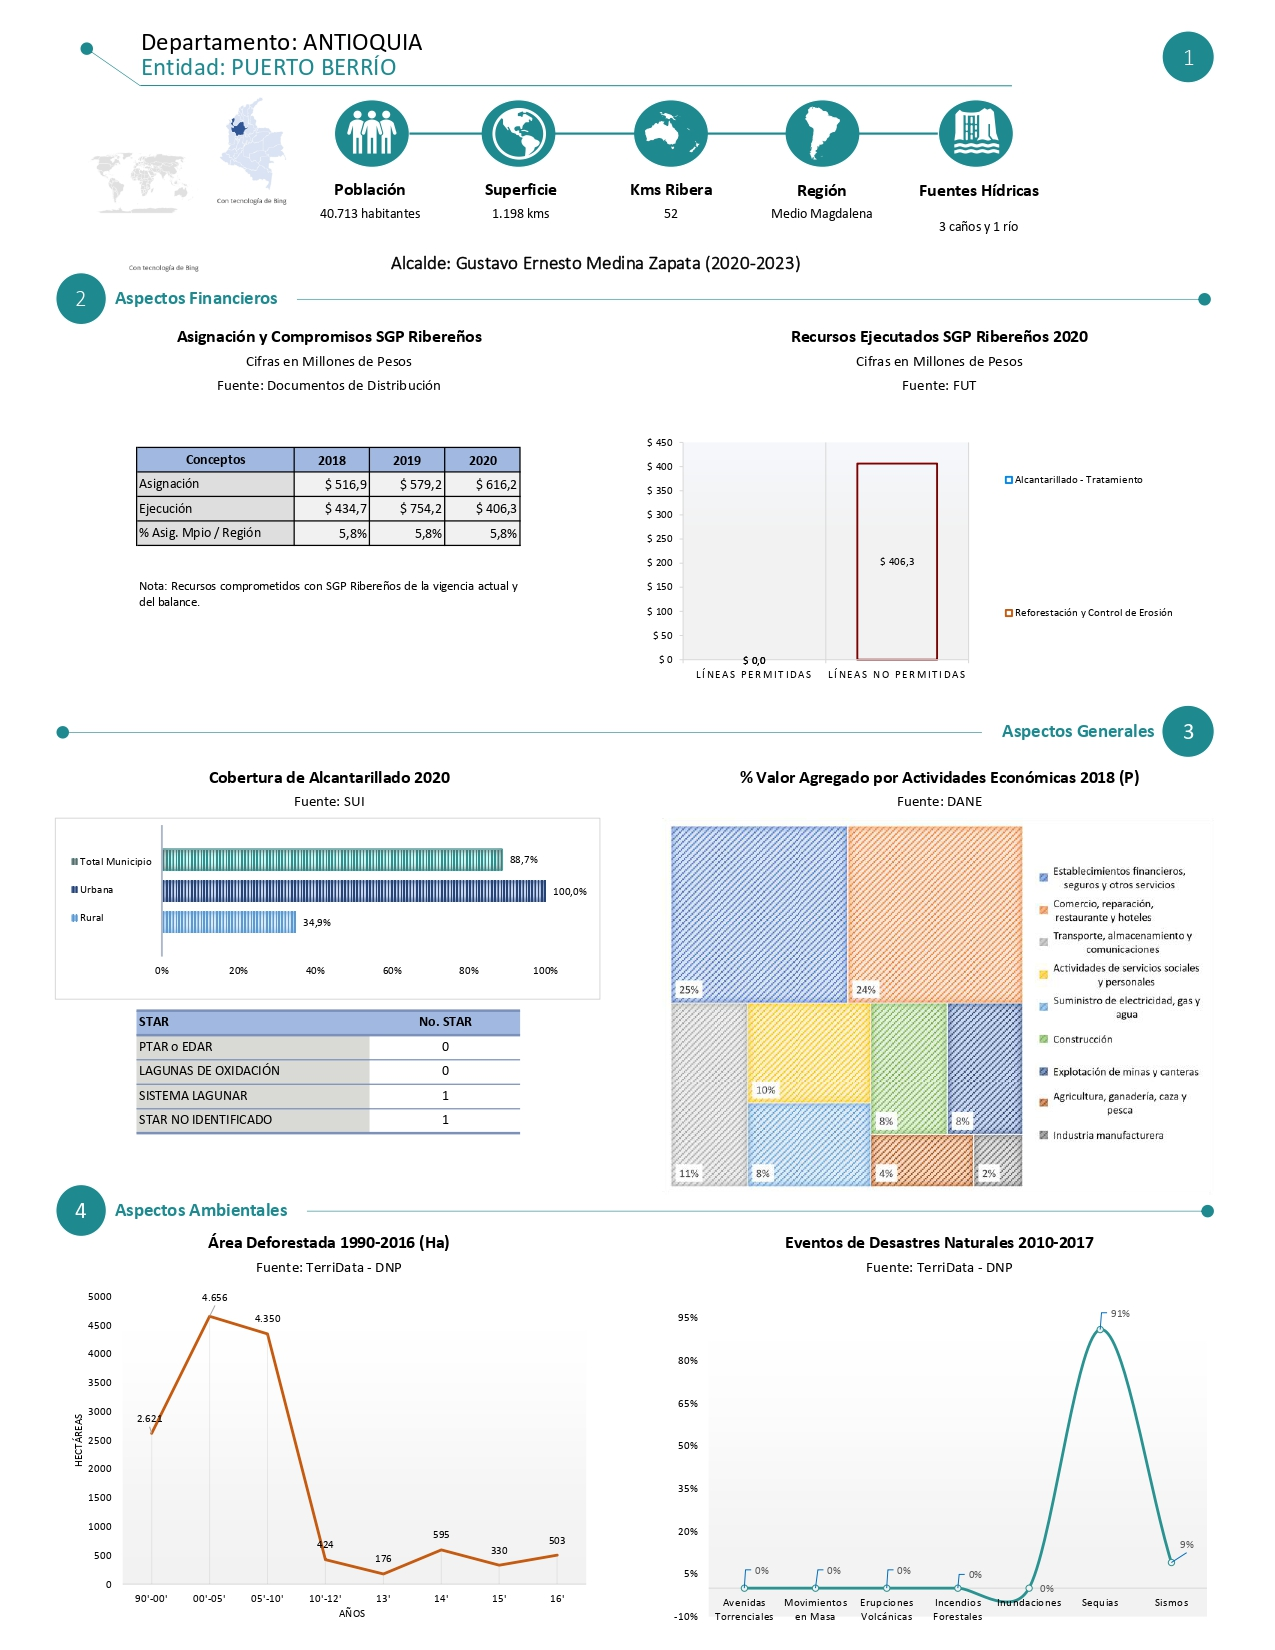 Departamento: ANTIOQUIA
Entidad: PUERTO BERRÍO
1
Con tecnología de Bing
Con tecnología de Bing
Población
40.713 habitantes
Superficie
1.198 kms
Kms Ribera
52
Región
Medio Magdalena
Fuentes Hídricas
3 caños y 1 río
Alcalde: Gustavo Ernesto Medina Zapata (2020-2023)
2 Aspectos Financieros
Asignación y Compromisos SGP Ribereños
Cifras en Millones de Pesos
Fuente: Documentos de Distribución
Conceptos 2018 2019 2020
Asignación $ 516,9 $ 579,2 $ 616,2
Ejecución $ 434,7 $ 754,2 $ 406,3
% Asig. Mpio / Región 5,8% 5,8% 5,8%
Nota: Recursos comprometidos con SGP Ribereños de la vigencia actual y
del balance.
Recursos Ejecutados SGP Ribereños 2020
Cifras en Millones de Pesos
Fuente: FUT
$ 450
$ 400
$ 350
$ 300
$ 250
$ 200
$ 150
$ 100
$ 50
$ 0
$ 406,3
$ 0,0
LÍNEAS PERMITIDAS LÍNEAS NO PERMITIDAS
Alcantarillado - Tratamiento
Reforestación y Control de Erosión
Aspectos Generales 3
Cobertura de Alcantarillado 2020
Fuente: SUI
Total Municipio 88,7%
Urbana 100,0%
Rural 34,9%
0% 20% 40% 60% 80% 100%
STAR No. STAR
PTAR o EDAR 0
LAGUNAS DE OXIDACIÓN 0
SISTEMA LAGUNAR 1
STAR NO IDENTIFICADO 1
% Valor Agregado por Actividades Económicas 2018 (P)
Fuente: DANE
25% 24%
10%
8% 8%
11% 8% 4% 2%
Establecimientos financieros,
seguros y otros servicios
Comercio, reparación,
restaurante y hoteles
Transporte, almacenamiento y
comunicaciones
Actividades de servicios sociales
y personales
Suministro de electricidad, gas y
agua
Construcción
Explotación de minas y canteras
Agricultura, ganadería, caza y
pesca
Industria manufacturera
4 Aspectos Ambientales
Área Deforestada 1990-2016 (Ha)
Fuente: TerriData - DNP
HECTÁREAS
5000
4500
4000
3500
3000
2500
2000
1500
1000
500
0
2.621
4.656
4.350
424
176
595
330
503
90'-00' 00'-05' 05'-10' 10'-12' 13' 14' 15' 16'
AÑOS
Eventos de Desastres Naturales 2010-2017
Fuente: TerriData - DNP
95%
80%
65%
50%
35%
20%
5%
-10%
0% 0% 0% 0% 0% 91% 9%
Avenidas
Torrenciales
Movimientos
en Masa
Erupciones
Volcánicas
Incendios
Forestales
Inundaciones
Sequias
Sismos